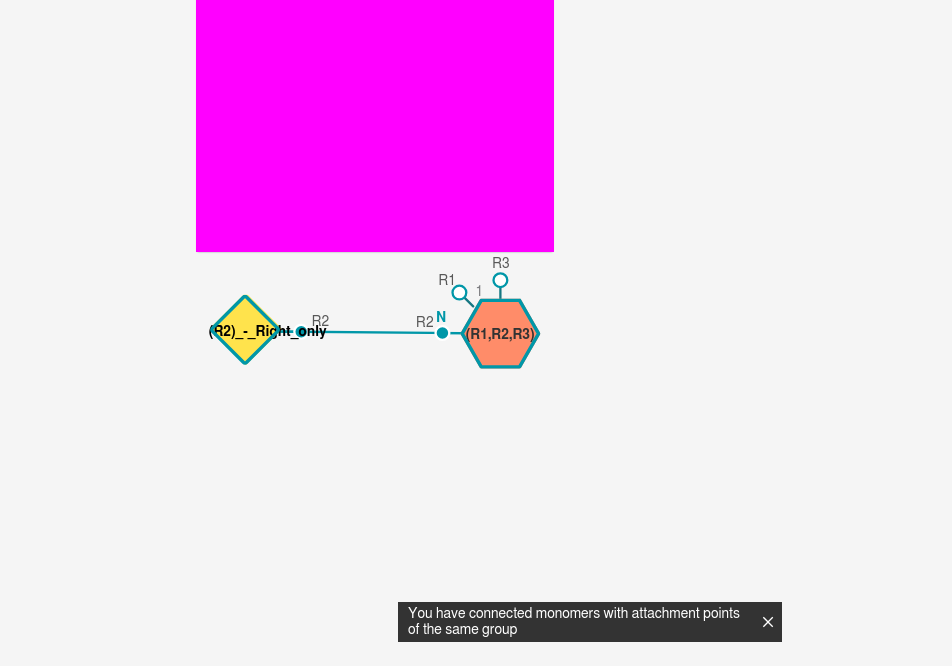 R3
R1
1
R2
R2
N
(R2)_-_Right_only
(R1,R2,R3)
You have connected monomers with attachment points
of the same group